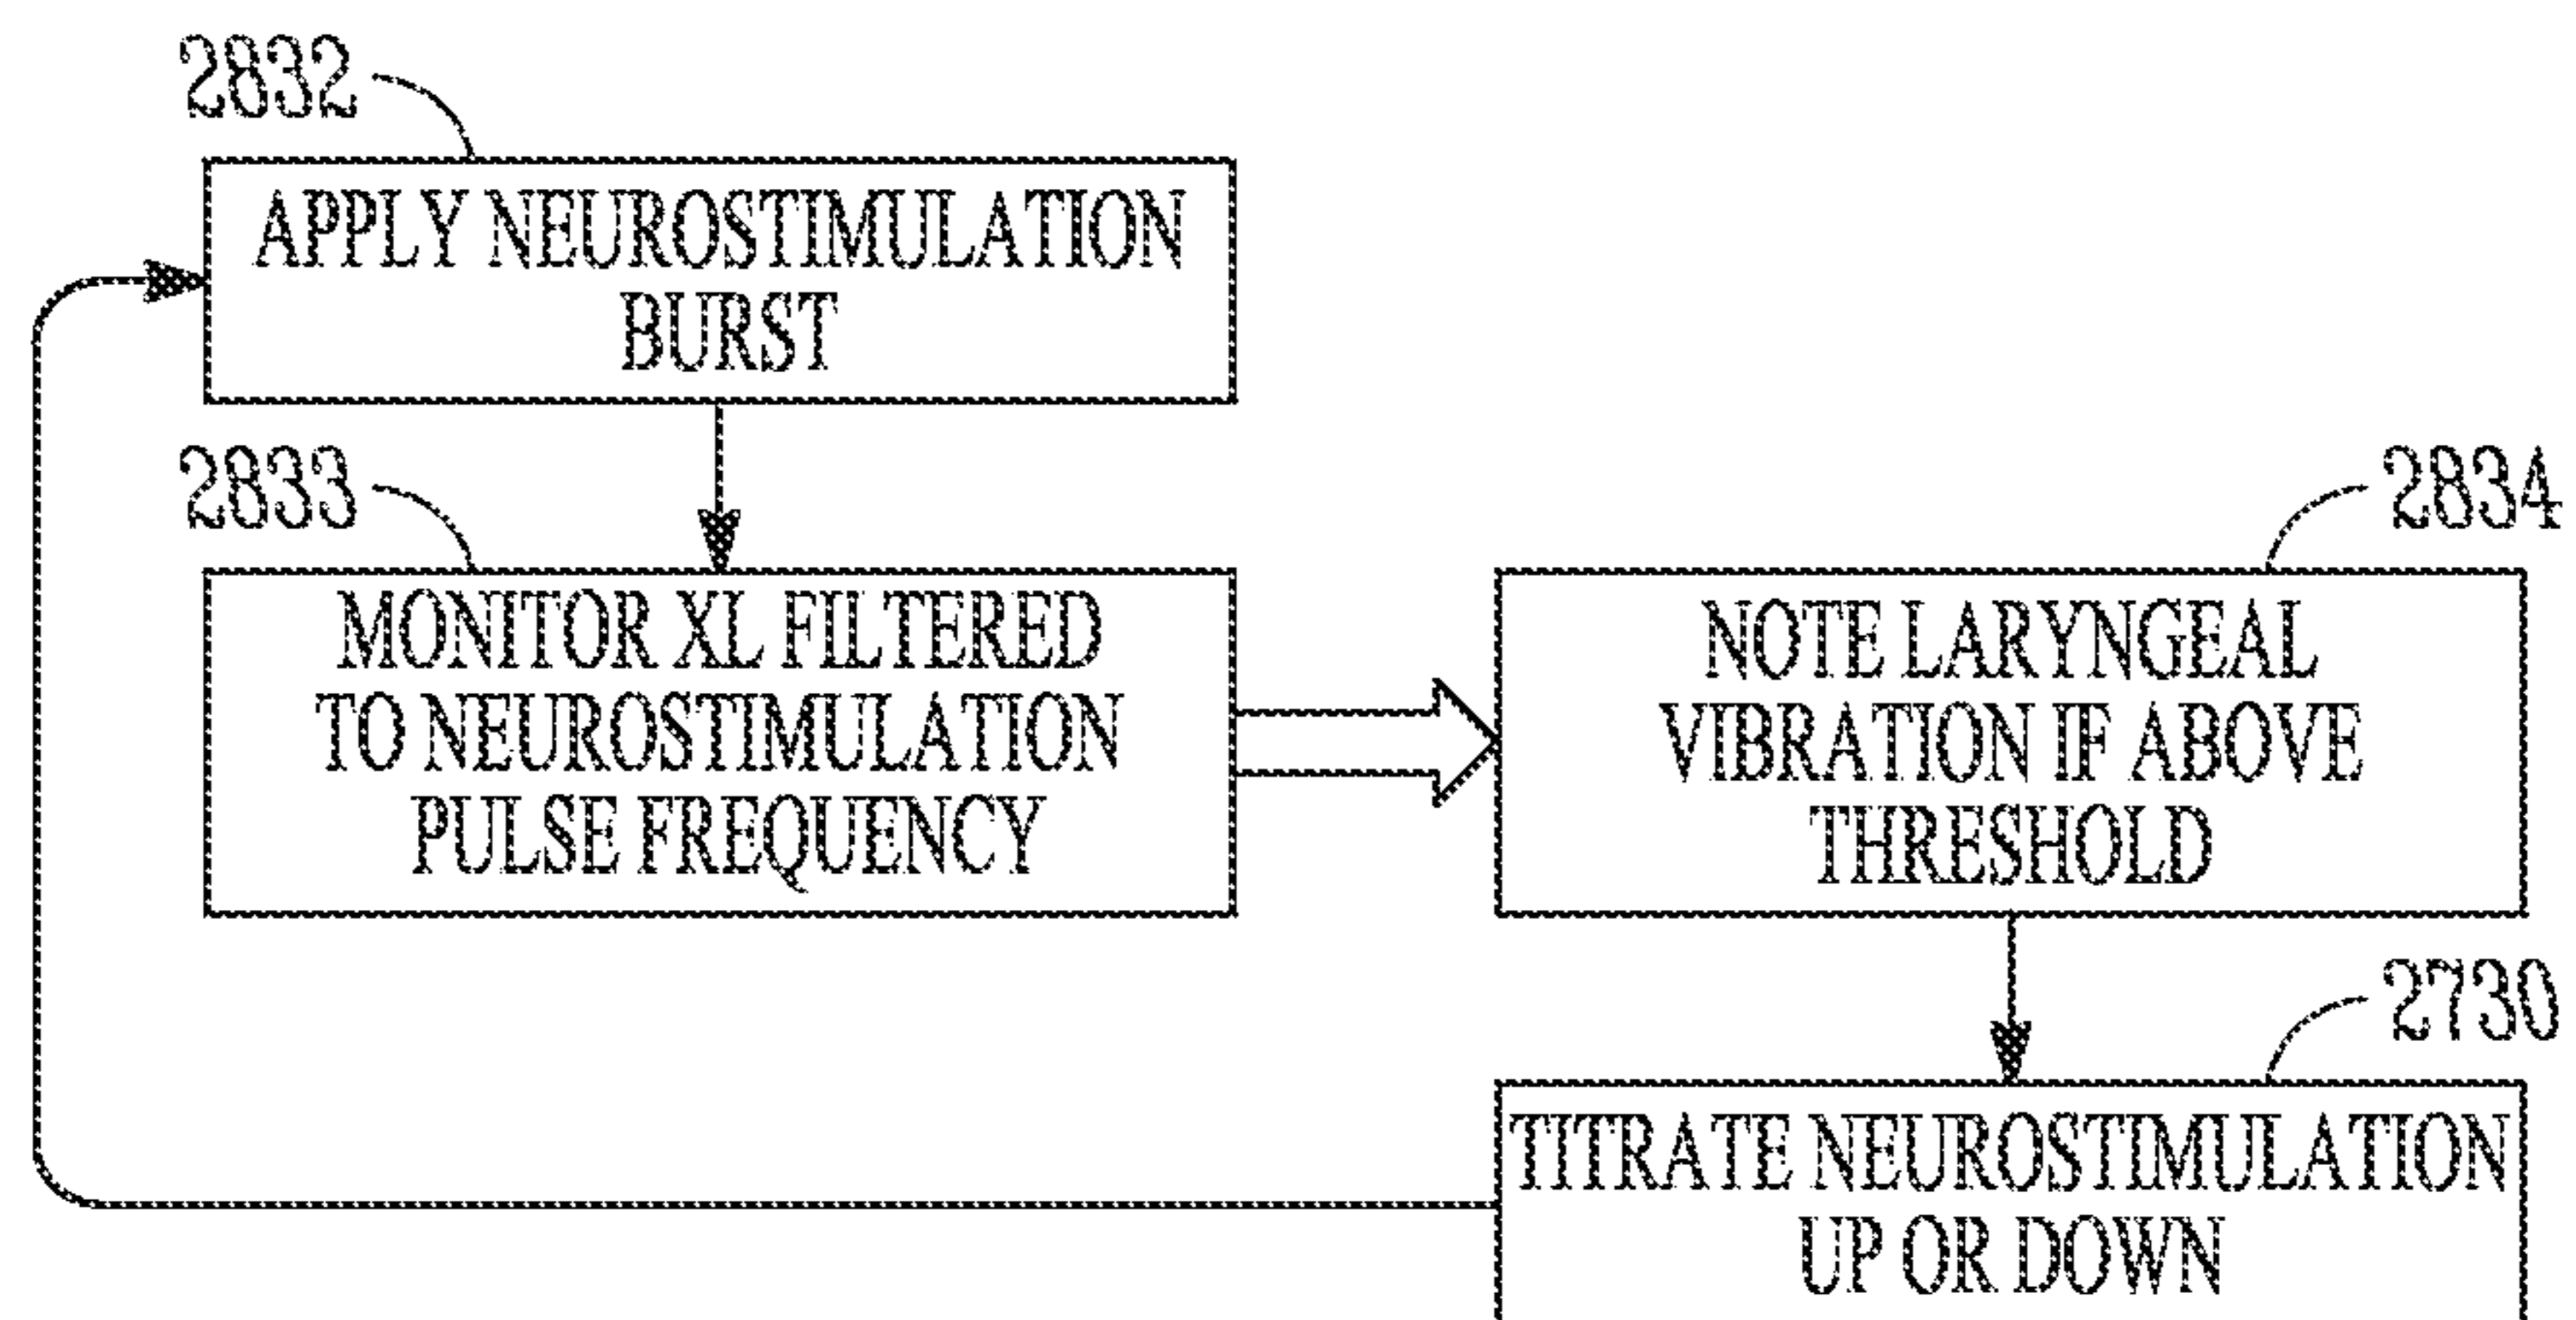 2832
APPLY NEUROSTIMULATION
BURST
2833
MONITOR XL FILTERED
TO NEUROSTIMULATION
PULSE FREQUENCY
2834
NOTE LARYNGEAL
VIBRATION IF ABOVE
THRESHOLD
2730
TITRATE NEUROSTIMULATION
UP OR DOWN